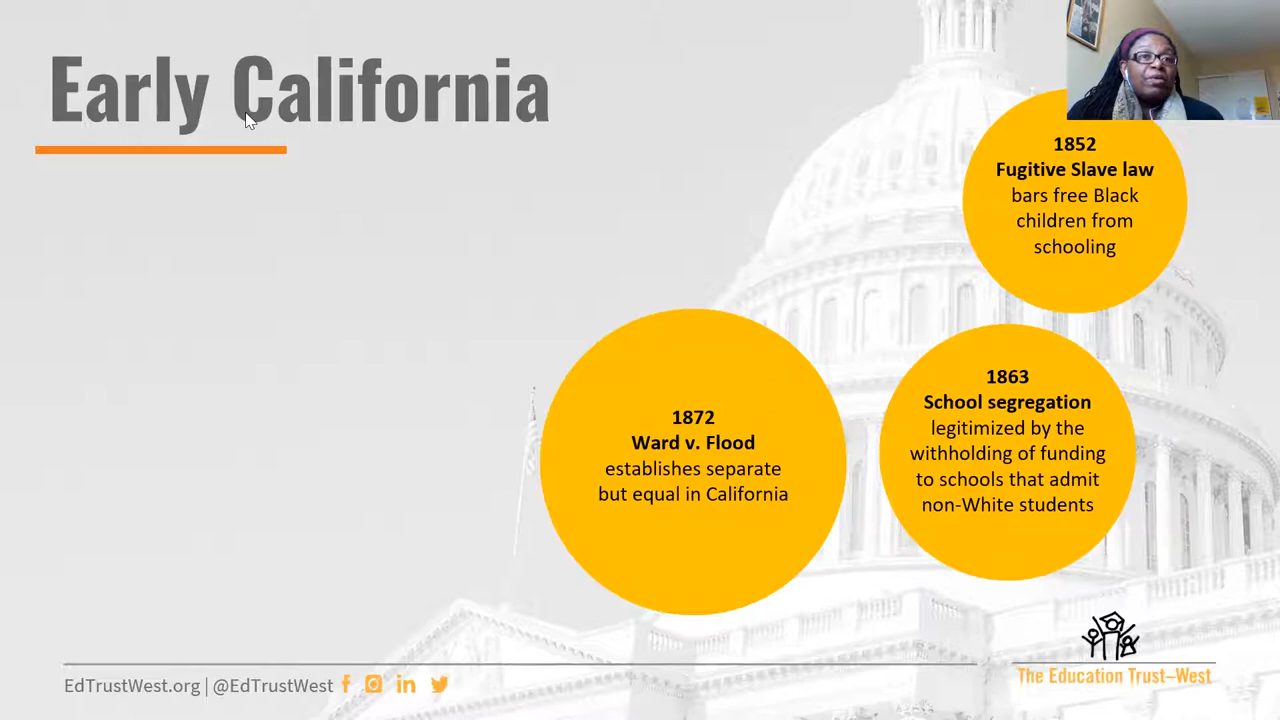 Early California
1852
Fugitive Slave law
bars free Black
children from
schooling
1863
School segregation
legitimized by the
withholding of funding
to schools that admit
non-White students
1872
Ward v. Flood
establishes separate
but equal in California
EdTrustWest.org | @EdTrustWest
The Education Trust–West